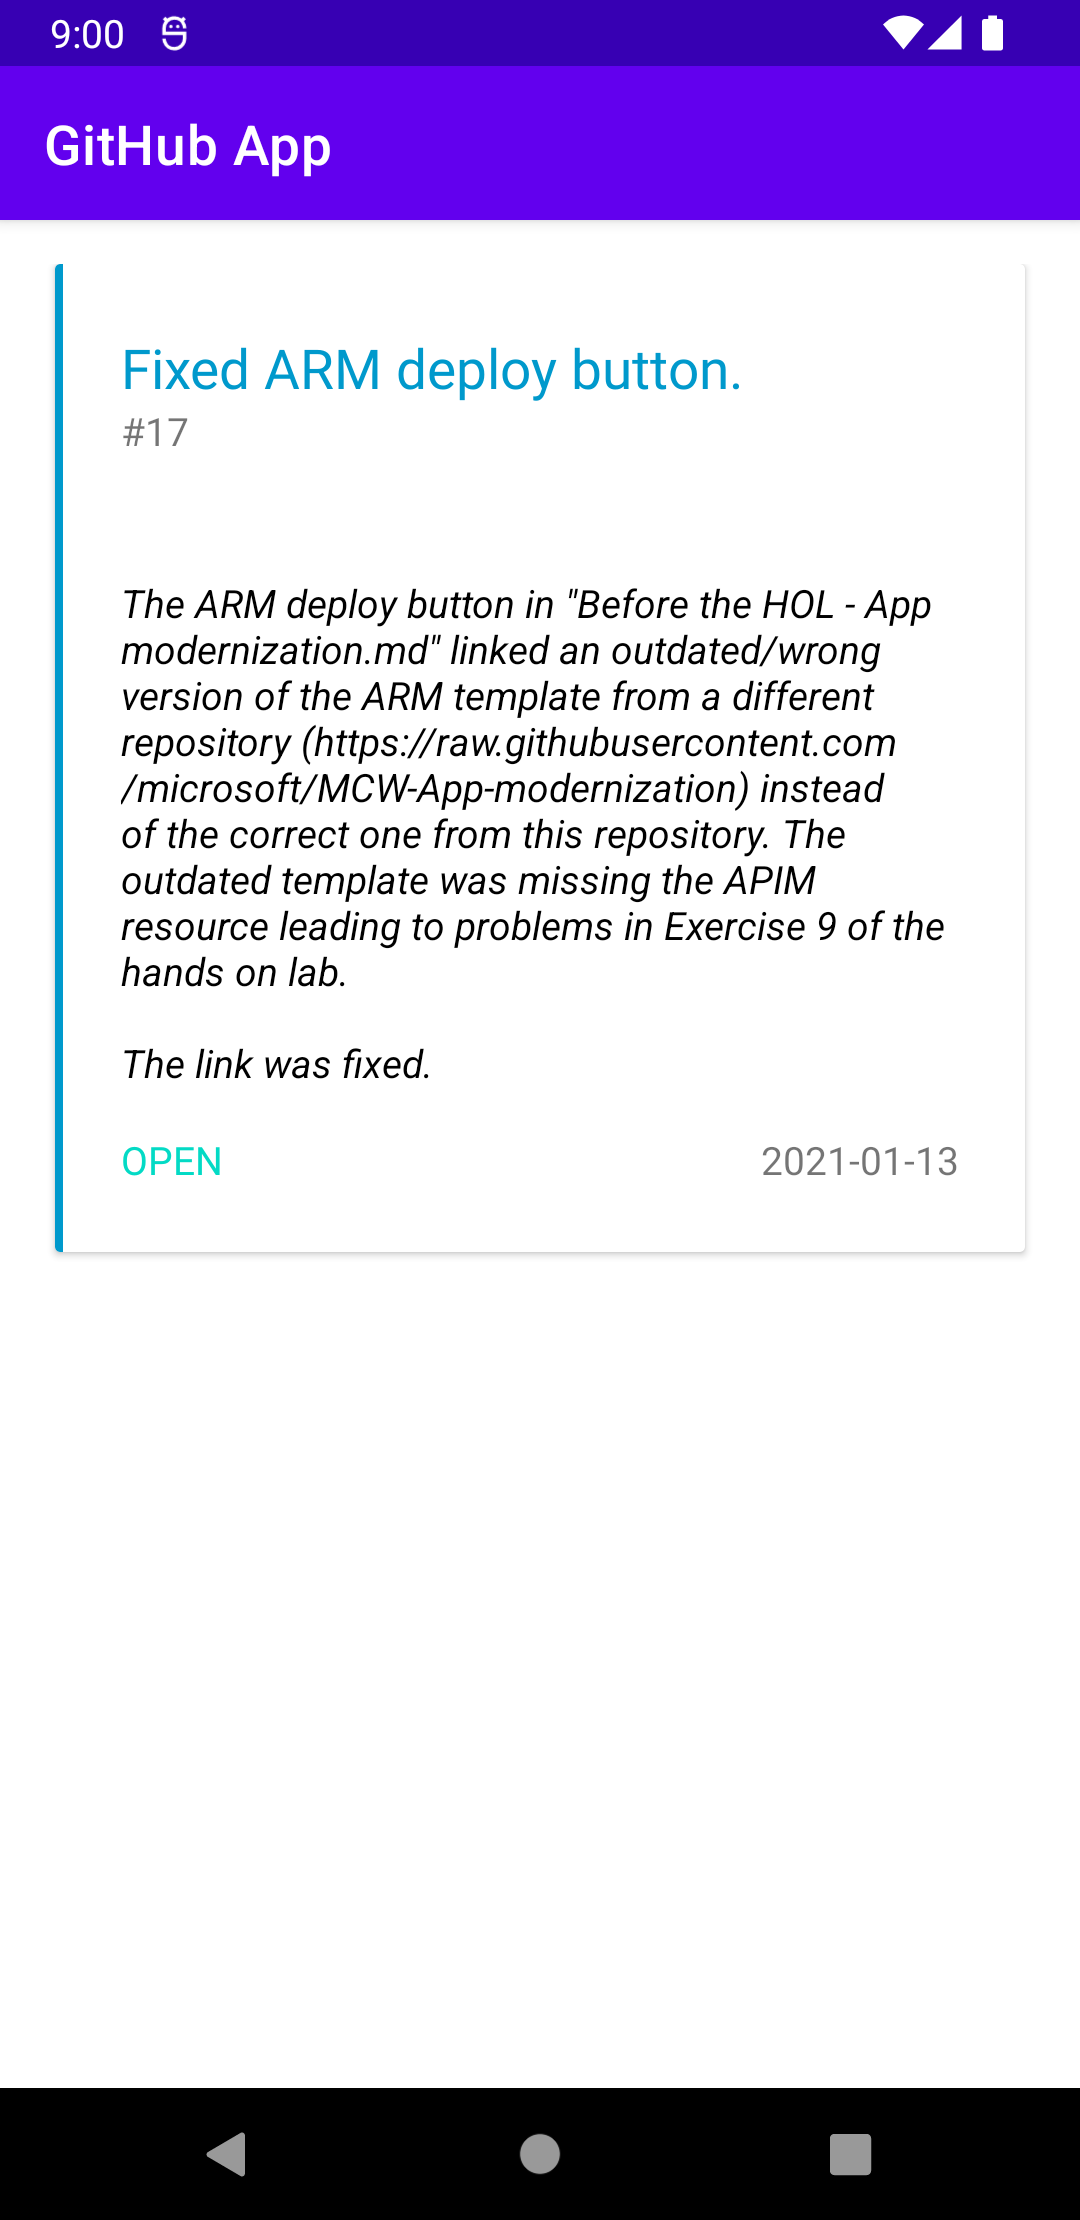 9:00
GitHub App
Fixed ARM deploy button.
#17
The ARM deploy button in "Before the HOL - App
modernization.md" linked an outdated/wrong
version of the ARM template from a different
repository (https://raw.githubusercontent.com
/microsoft/MCW-App-modernization) instead
of the correct one from this repository. The
outdated template was missing the APIM
resource leading to problems in Exercise 9 of the
hands on lab.
The link was fixed.
OPEN
2021-01-13